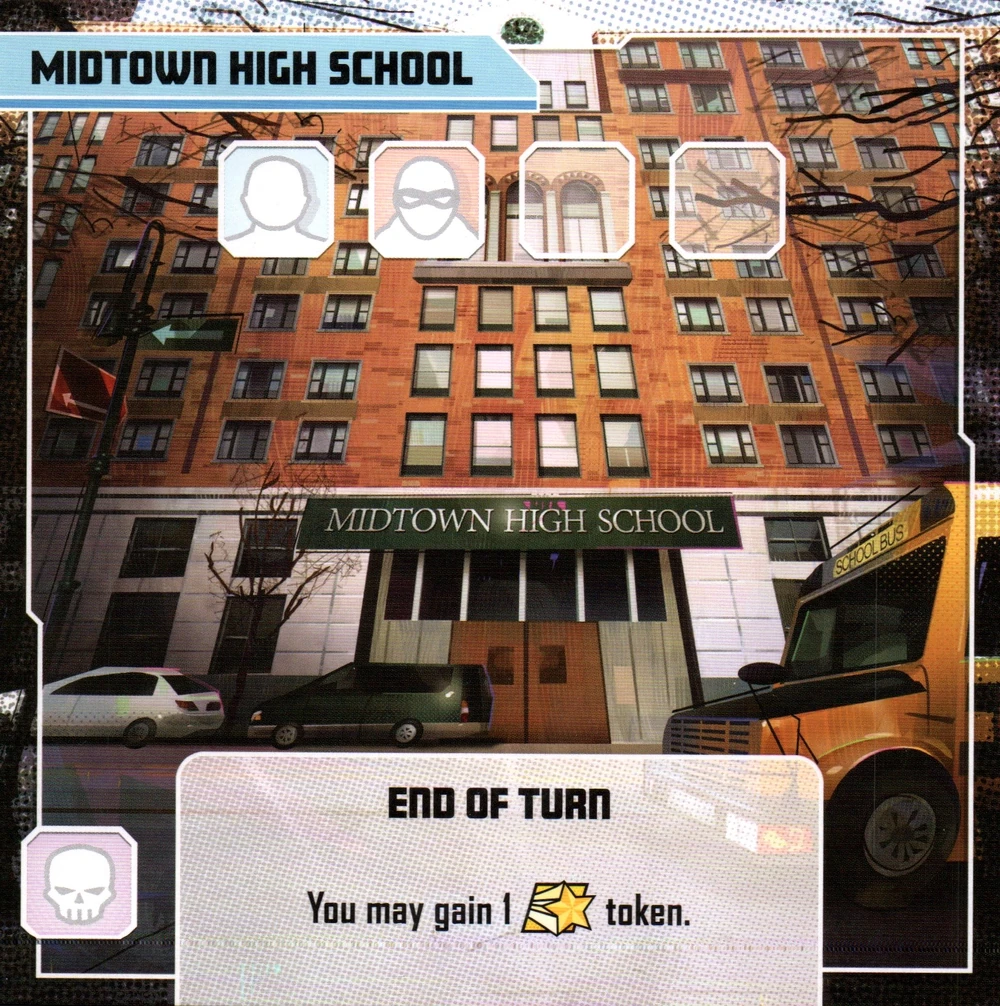 MIDTOWN HIGH SCHOOL
MIDTOWN HIGH SCHOOL
SCHOOL BUS
END OF TURN
You may gain 1 token.